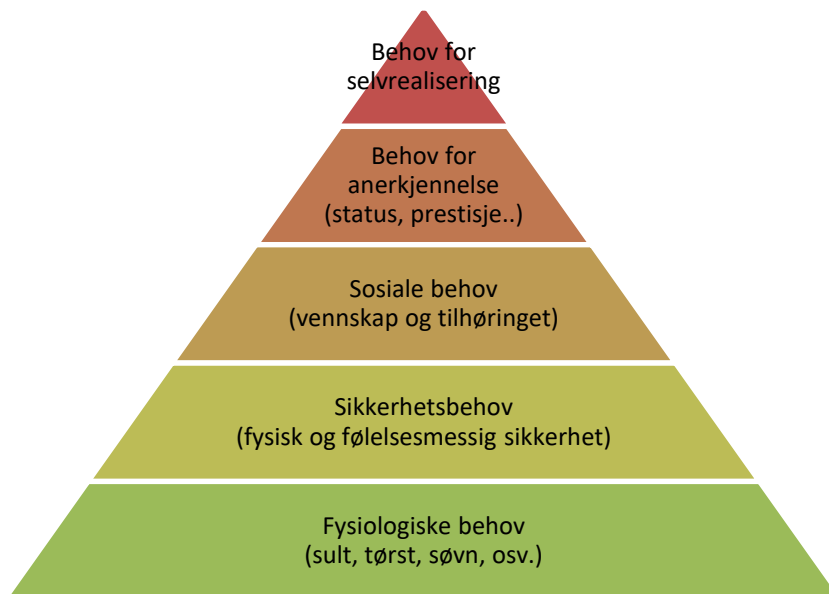 Behov for
selvrealisering
Behov for
anerkjennelse
(status, prestisje..)
Sosiale behov
(vennskap og tilhøringet)
Sikkerhetsbehov
(fysisk og følelsesmessig sikkerhet)
Fysiologiske behov
(sult, tørst, søvn, osv.)